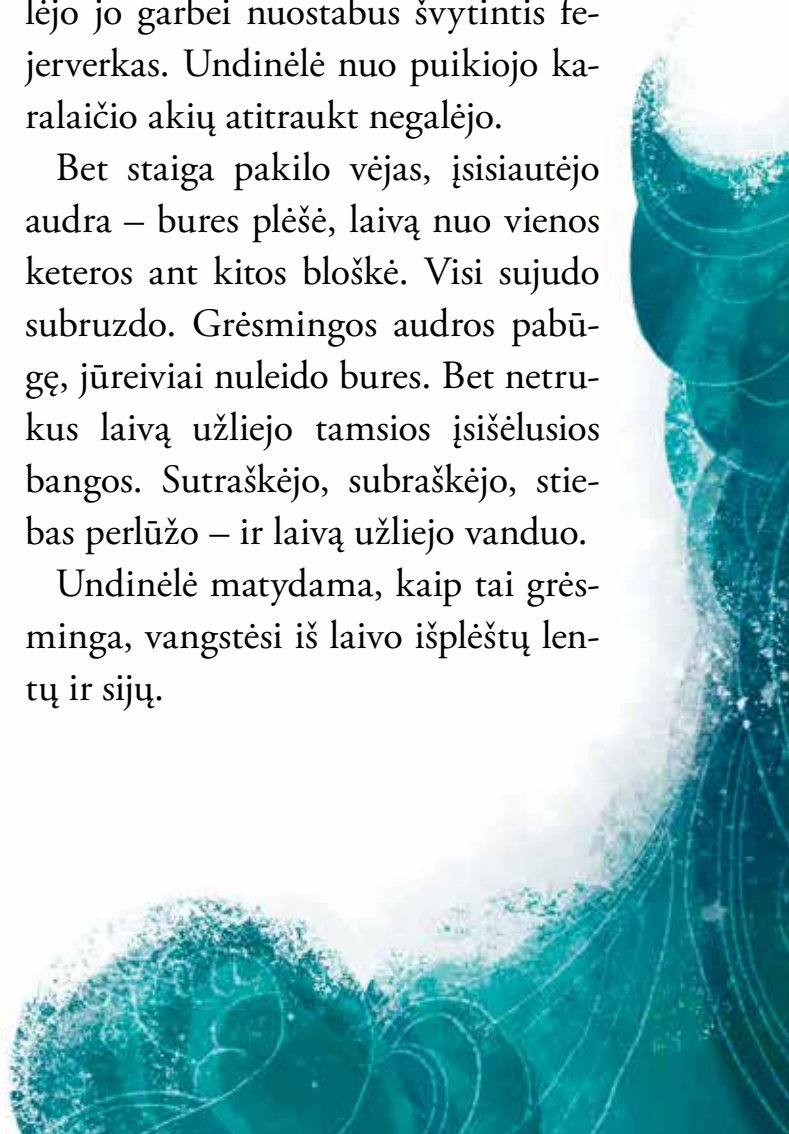 lėjo jo garbei nuostabus švytintis fe-
jerverkas. Undinėlė nuo puikiojo ka-
ralaičio akių atitraukt negalėjo.
Bet staiga pakilo vėjas, įsisiautėjo
audra – bures plėšė, laivą nuo vienos
keteros ant kitos bloškė. Visi sujudo
subruzdo. Grėsmingos audros pabū-
gę, jūreiviai nuleido bures. Bet netru-
kus laivą užliejo tamsios įsišėlusios
bangos. Sutraškėjo, subraškėjo, stie-
bas perlūžo – ir laivą užliejo vanduo.
Undinėlė matydama, kaip tai grės-
minga, vangstėsi iš laivo išplėštų len-
tų ir sijų.